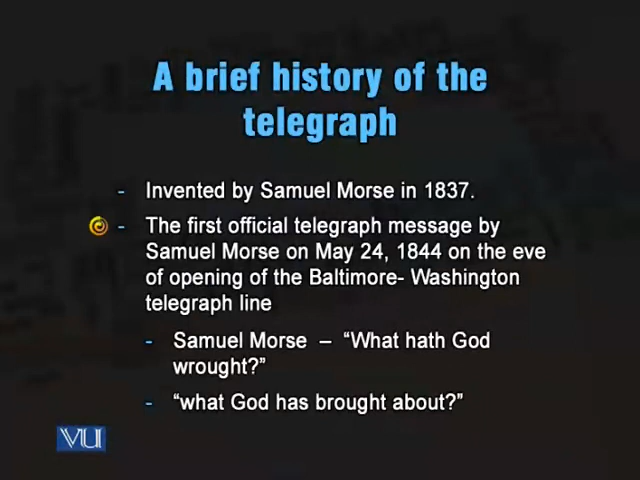 A brief history of the
telegraph
- Invented by Samuel Morse in 1837.
- The first official telegraph message by
Samuel Morse on May 24, 1844 on the eve
of opening of the Baltimore- Washington
telegraph line
- Samuel Morse – “What hath God
wrought?”
- “what God has brought about?”
VU